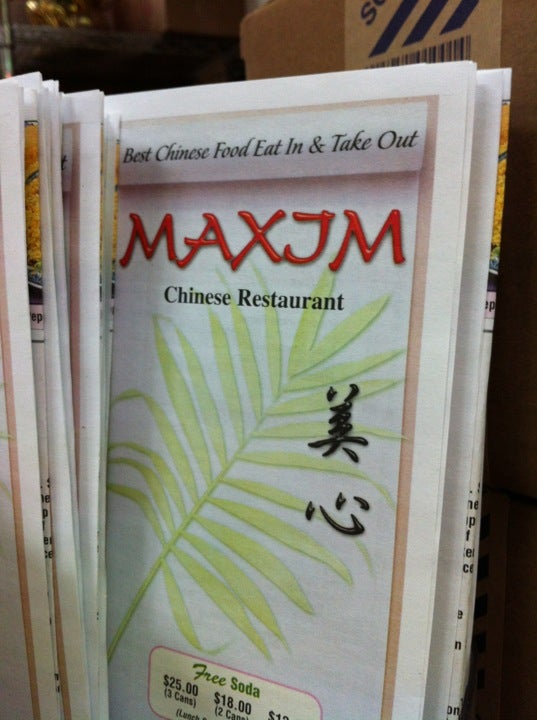 Best Chinese Food Eat In & Take Out
MAXIM
Chinese Restaurant
美
心
Free Soda
$25.00 $18.00
(3 Cans) (2 Cans